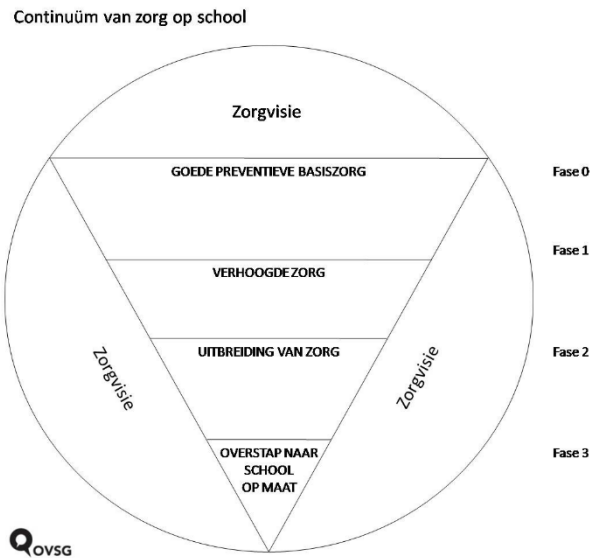 Continuüm van zorg op school
Zorgvisie
GOEDE PREVENTIEVE BASISZORG
Fase 0
Fase 1
VERHOOGDE ZORG
UITBREIDING VAN ZORG
Fase 2
Zorgvisie
Zorgvisie
OVERSTAP NAAR
SCHOOL
OP MAAT
Fase 3
OVSG